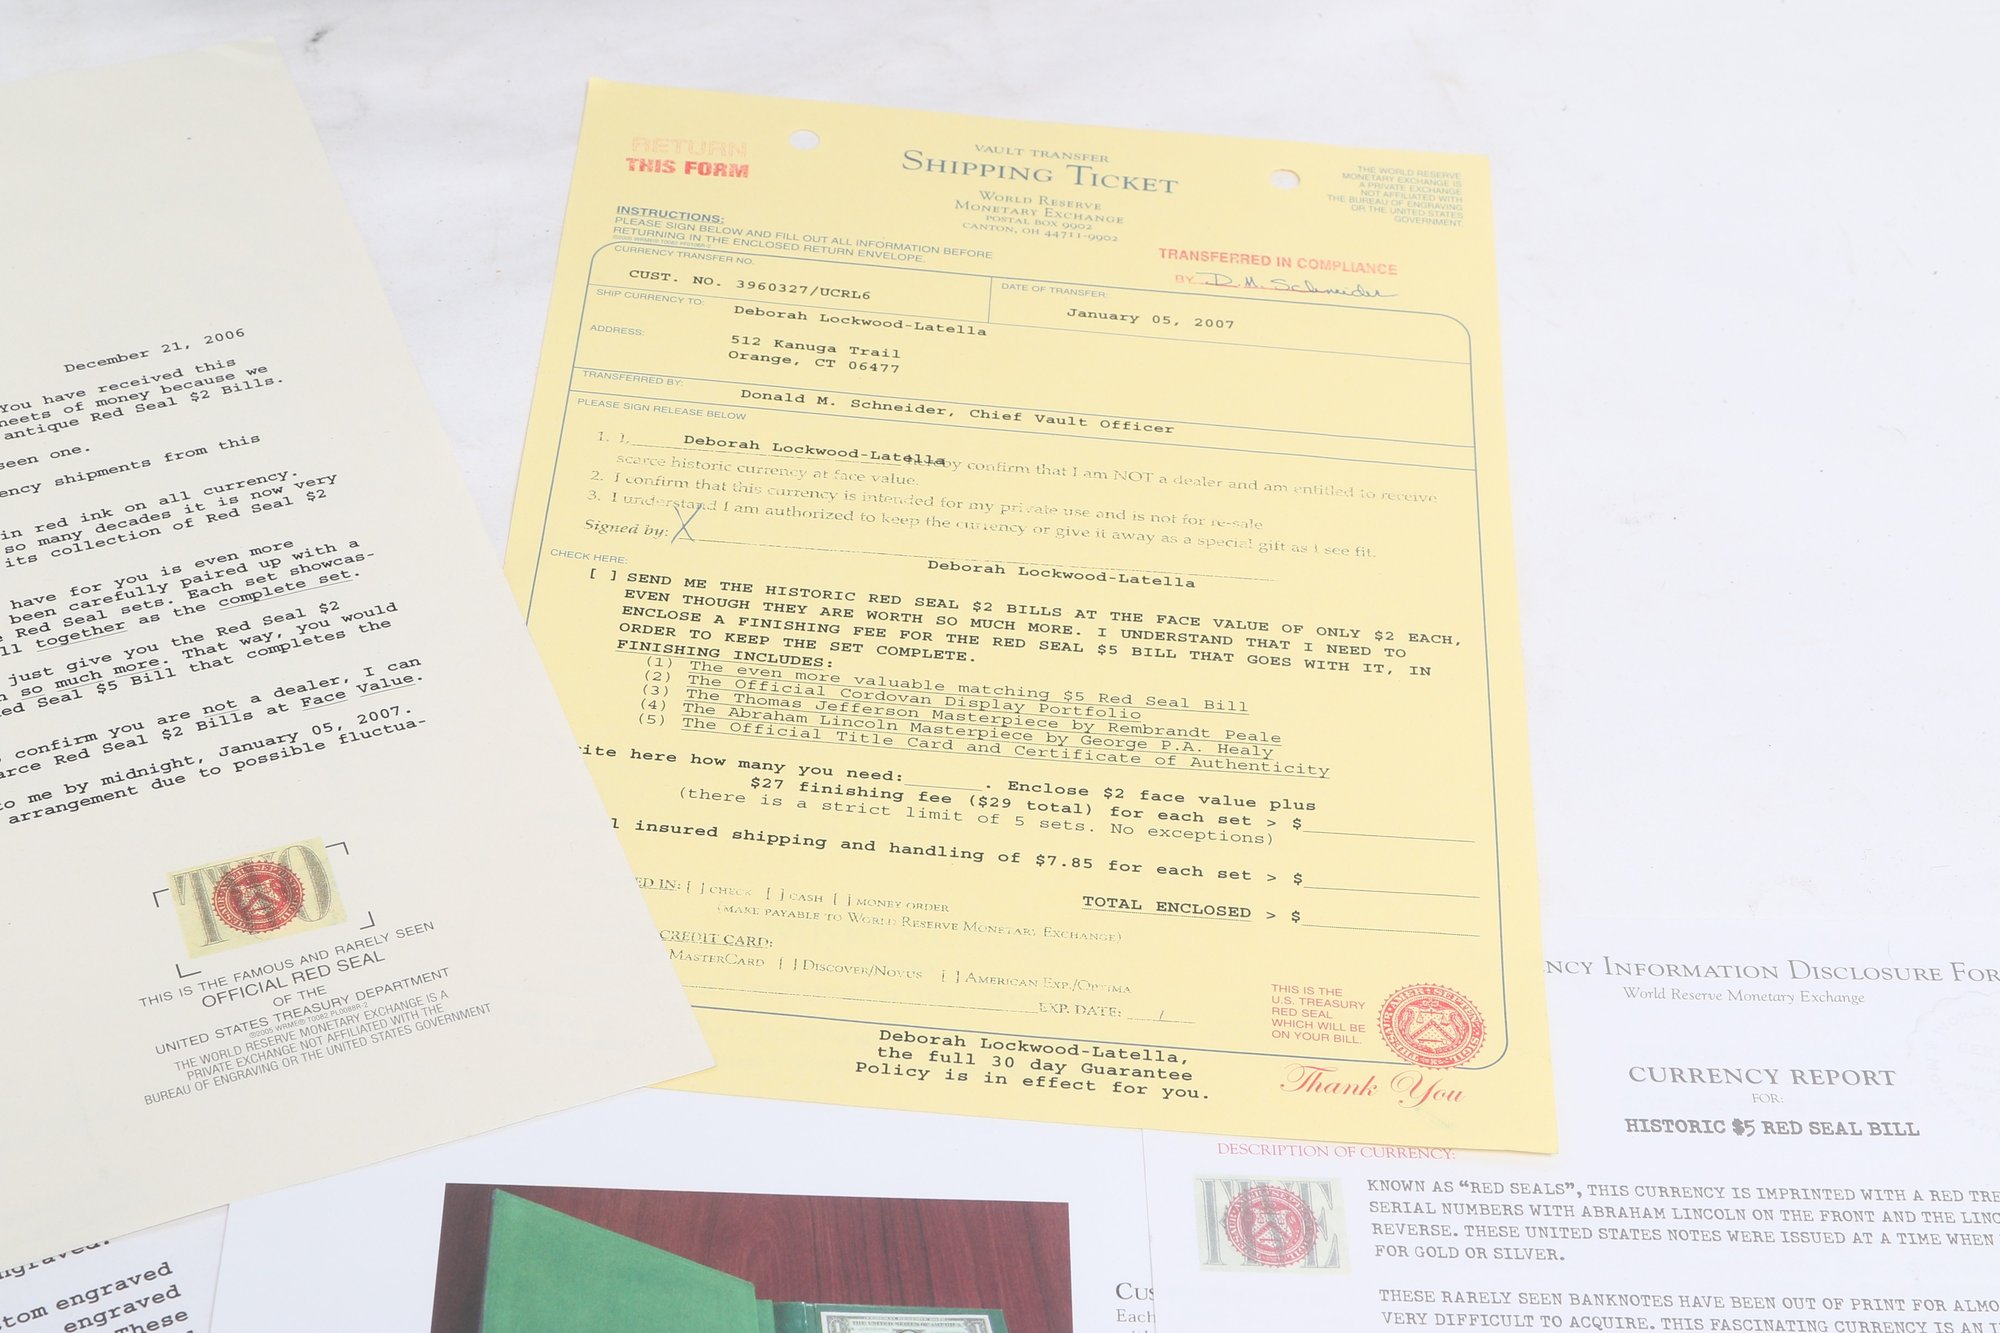 December 21, 2006
You have received this
heets of money because we
antique Red Seal $2 Bills.
seen one.
ency shipments from this
in red ink on all currency.
so many decades it is now very
its collection of Red Seal $2
have for you is even more
been carefully paired up with a
Red Seal sets. Each set showcas-
ll together as the complete set.
just give you the Red Seal $2
so much more. That way, you would
ed Seal $5 Bill that completes the
confirm you are not a dealer, I can
arce Red Seal $2 Bills at Face Value.
to me by midnight, January 05, 2007.
arrangement due to possible fluctua-
TWO
THIS IS THE FAMOUS AND RARELY SEEN
OFFICIAL RED SEAL
OF THE
UNITED STATES TREASURY DEPARTMENT
©2005 WRME® T0082 PL0088R-2
THE WORLD RESERVE MONETARY EXCHANGE IS A
PRIVATE EXCHANGE NOT AFFILIATED WITH THE
BUREAU OF ENGRAVING OR THE UNITED STATES GOVERNMENT
RETURN
THIS FORM
VAULT TRANSFER
SHIPPING TICKET
WORLD RESERVE
MONETARY EXCHANGE
POSTAL BOX 9902
CANTON, OH 44711-9902
THE WORLD RESERVE
MONETARY EXCHANGE IS
A PRIVATE EXCHANGE
NOT AFFILIATED WITH
THE BUREAU OF ENGRAVING
OR THE UNITED STATES
GOVERNMENT.
INSTRUCTIONS:
PLEASE SIGN BELOW AND FILL OUT ALL INFORMATION BEFORE
RETURNING IN THE ENCLOSED RETURN ENVELOPE.
TRANSFERRED IN COMPLIANCE
BY D.M. Schneider
CURRENCY TRANSFER NO.
CUST. NO. 3960327/UCRL6
DATE OF TRANSFER:
January 05, 2007
SHIP CURRENCY TO:
Deborah Lockwood-Latella
ADDRESS:
512 Kanuga Trail
Orange, CT 06477
TRANSFERRED BY:
Donald M. Schneider, Chief Vault Officer
PLEASE SIGN RELEASE BELOW
1. I, Deborah Lockwood-Latella hereby confirm that I am NOT a dealer and am entitled to receive
scarce historic currency at face value.
2. I confirm that this currency is intended for my private use and is not for re-sale
3. I understand I am authorized to keep the currency or give it away as a special gift as I see fit.
Signed by: X
Deborah Lockwood-Latella
CHECK HERE:
[ ] SEND ME THE HISTORIC RED SEAL $2 BILLS AT THE FACE VALUE OF ONLY $2 EACH,
EVEN THOUGH THEY ARE WORTH SO MUCH MORE. I UNDERSTAND THAT I NEED TO
ENCLOSE A FINISHING FEE FOR THE RED SEAL $5 BILL THAT GOES WITH IT, IN
ORDER TO KEEP THE SET COMPLETE.
FINISHING INCLUDES:
(1) The even more valuable matching $5 Red Seal Bill
(2) The Official Cordovan Display Portfolio
(3) The Thomas Jefferson Masterpiece by Rembrandt Peale
(4) The Abraham Lincoln Masterpiece by George P.A. Healy
(5) The Official Title Card and Certificate of Authenticity
ite here how many you need:______. Enclose $2 face value plus
$27 finishing fee ($29 total) for each set > $
(there is a strict limit of 5 sets. No exceptions)
l insured shipping and handling of $7.85 for each set > $
ED IN: [ ] CHECK [ ] CASH [ ] MONEY ORDER
(MAKE PAYABLE TO WORLD RESERVE MONETARY EXCHANGE)
TOTAL ENCLOSED > $
CREDIT CARD:
MASTERCARD [ ] DISCOVER/NOVUS [ ] AMERICAN EXP./OPTIMA
EXP. DATE: /
THIS IS THE
U.S. TREASURY
RED SEAL
WHICH WILL BE
ON YOUR BILL.
Deborah Lockwood-Latella,
the full 30 day Guarantee
Policy is in effect for you.
Thank You
NCY INFORMATION DISCLOSURE FOR
World Reserve Monetary Exchange
CURRENCY REPORT
FOR:
HISTORIC $5 RED SEAL BILL
DESCRIPTION OF CURRENCY:
FIVE
KNOWN AS “RED SEALS”, THIS CURRENCY IS IMPRINTED WITH A RED TRE
SERIAL NUMBERS WITH ABRAHAM LINCOLN ON THE FRONT AND THE LINC
REVERSE. THESE UNITED STATES NOTES WERE ISSUED AT A TIME WHEN
FOR GOLD OR SILVER.
THESE RARELY SEEN BANKNOTES HAVE BEEN OUT OF PRINT FOR ALMO
VERY DIFFICULT TO ACQUIRE. THIS FASCINATING CURRENCY IS AN I
ngraved.
stom engraved
engraved
These
CUS
Each
THE UNITED STATES OF AMERICA